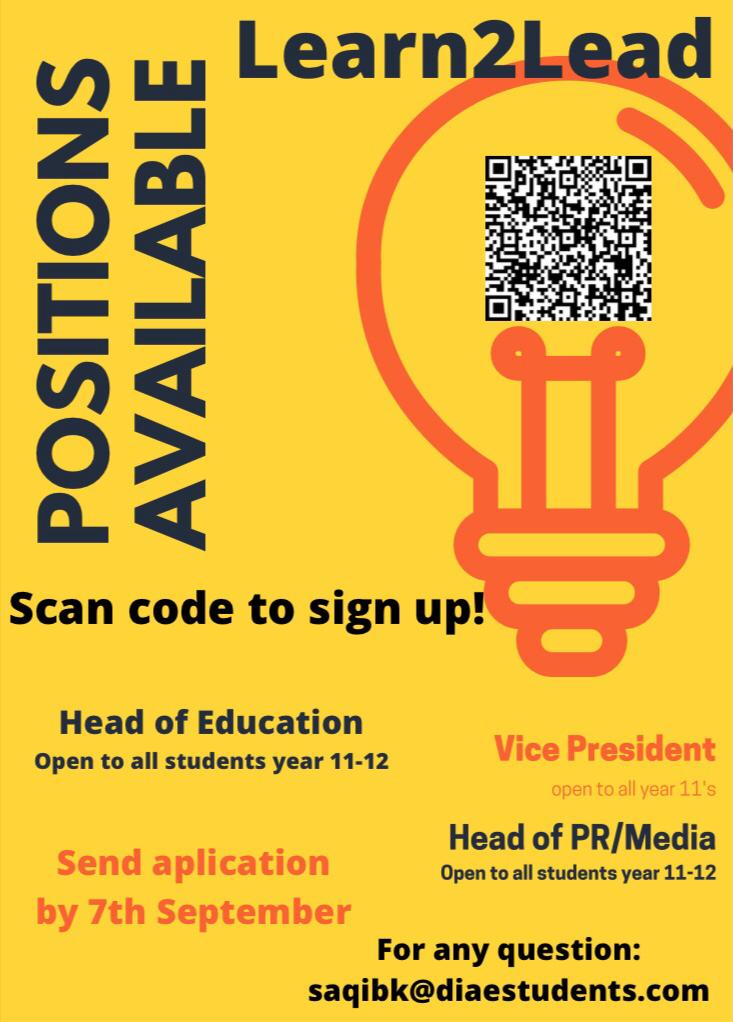 Learn2Lead
POSITIONS
AVAILABLE
Scan code to sign up!
Head of Education
Open to all students year 11-12
Vice President
open to all year 11's
Head of PR/Media
Open to all students year 11-12
Send aplication
by 7th September
For any question:
saqibk@diaestudents.com